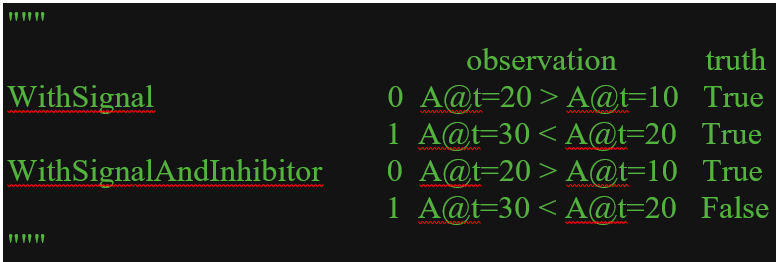 """
observation truth
WithSignal 0 A@t=20 > A@t=10 True
1 A@t=30 < A@t=20 True
WithSignalAndInhibitor 0 A@t=20 > A@t=10 True
1 A@t=30 < A@t=20 False
"""